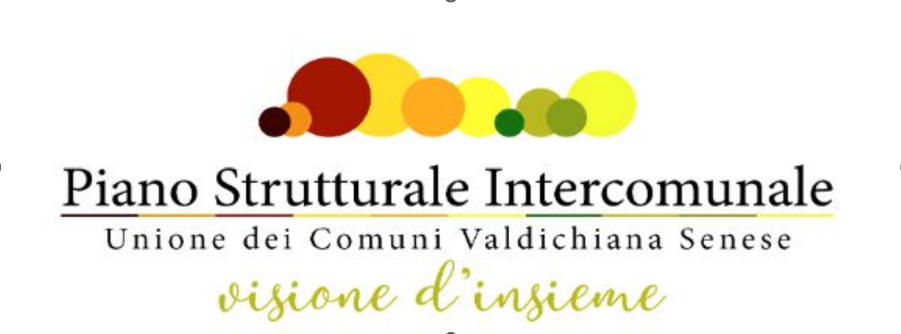 Piano Strutturale Intercomunale
Unione dei Comuni Valdichiana Senese
visione d'insieme